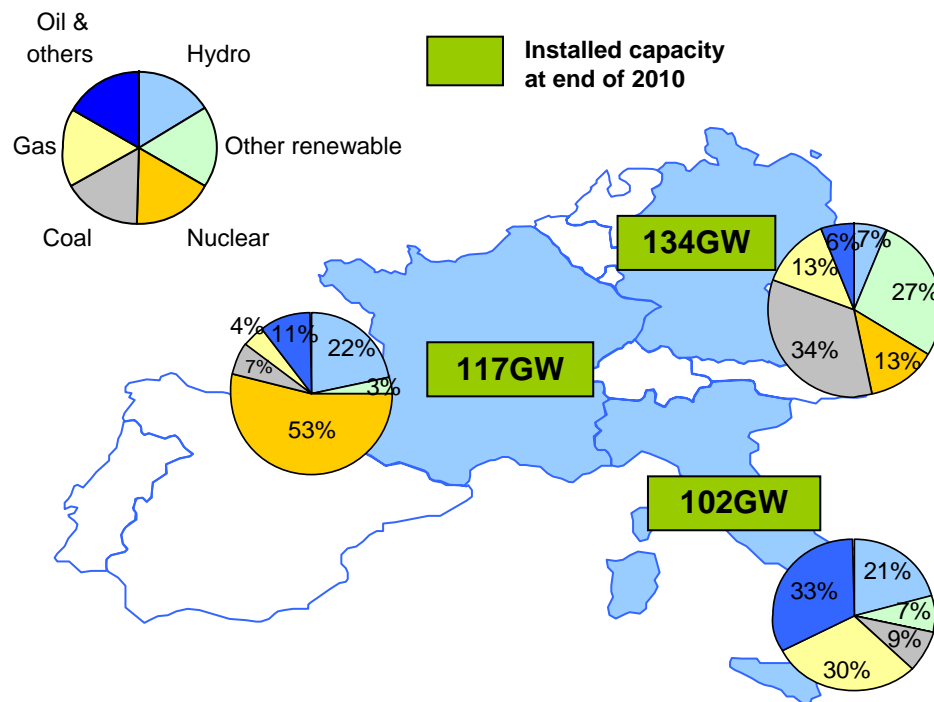 Oil &
others
Hydro
Gas
Other renewable
Coal
Nuclear
Installed capacity
at end of 2010
134GW
6%
7%
13%
27%
34%
13%
117GW
4%
11%
22%
7%
3%
53%
102GW
33%
21%
7%
9%
30%